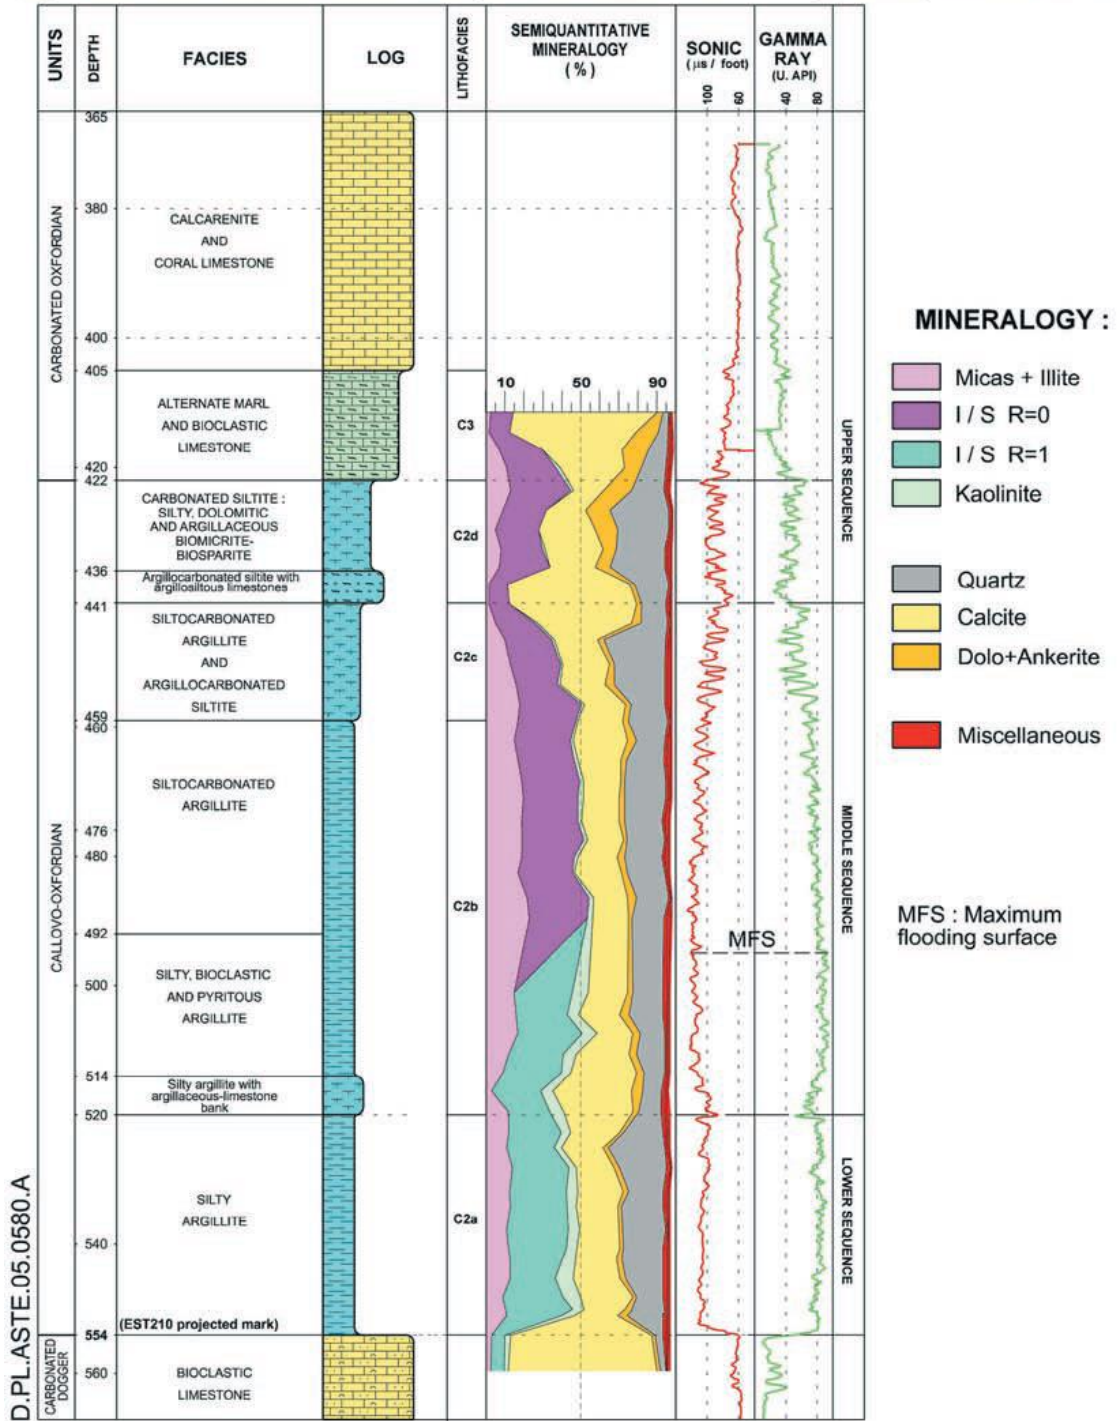 UNITS
DEPTH
FACIES
LOG
LITHOFACIES
SEMIQUANTITATIVE
MINERALOGY
( % )
SONIC
(µs / foot)
100
60
GAMMA
RAY
(U. API)
40
80
CARBONATED OXFORDIAN
365
380
400
405
420
422
436
441
459
460
476
480
492
500
514
520
540
554
560
CALCARENITE
AND
CORAL LIMESTONE
ALTERNATE MARL
AND BIOCLASTIC
LIMESTONE
CALLOVO-OXFORDIAN
CARBONATED SILTITE :
SILTY, DOLOMITIC
AND ARGILLACEOUS
BIOMICRITE-
BIOSPARITE
Argillocarbonated siltite with
argillosiltous limestones
SILTOCARBONATED
ARGILLITE
AND
ARGILLOCARBONATED
SILTITE
SILTOCARBONATED
ARGILLITE
SILTY, BIOCLASTIC
AND PYRITOUS
ARGILLITE
Silty argillite with
argillaceous-limestone
bank
SILTY
ARGILLITE
(EST210 projected mark)
CARBONATED
DOGGER
BIOCLASTIC
LIMESTONE
10
50
90
C3
C2d
C2c
C2b
C2a
MFS
UPPER SEQUENCE
MIDDLE SEQUENCE
LOWER SEQUENCE
MINERALOGY :
Micas + Illite
I / S R=0
I / S R=1
Kaolinite
Quartz
Calcite
Dolo+Ankerite
Miscellaneous
MFS : Maximum
flooding surface
D.PL.ASTE.05.0580.A